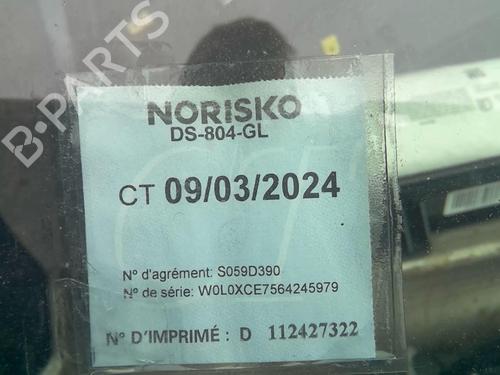 NORISKO
DS-804-GL
CT 09/03/2024
N° d'agrément: S059D390
N° de série: W0L0XCE7564245979
N° D'IMPRIMÉ : D 112427322
B-PARTS